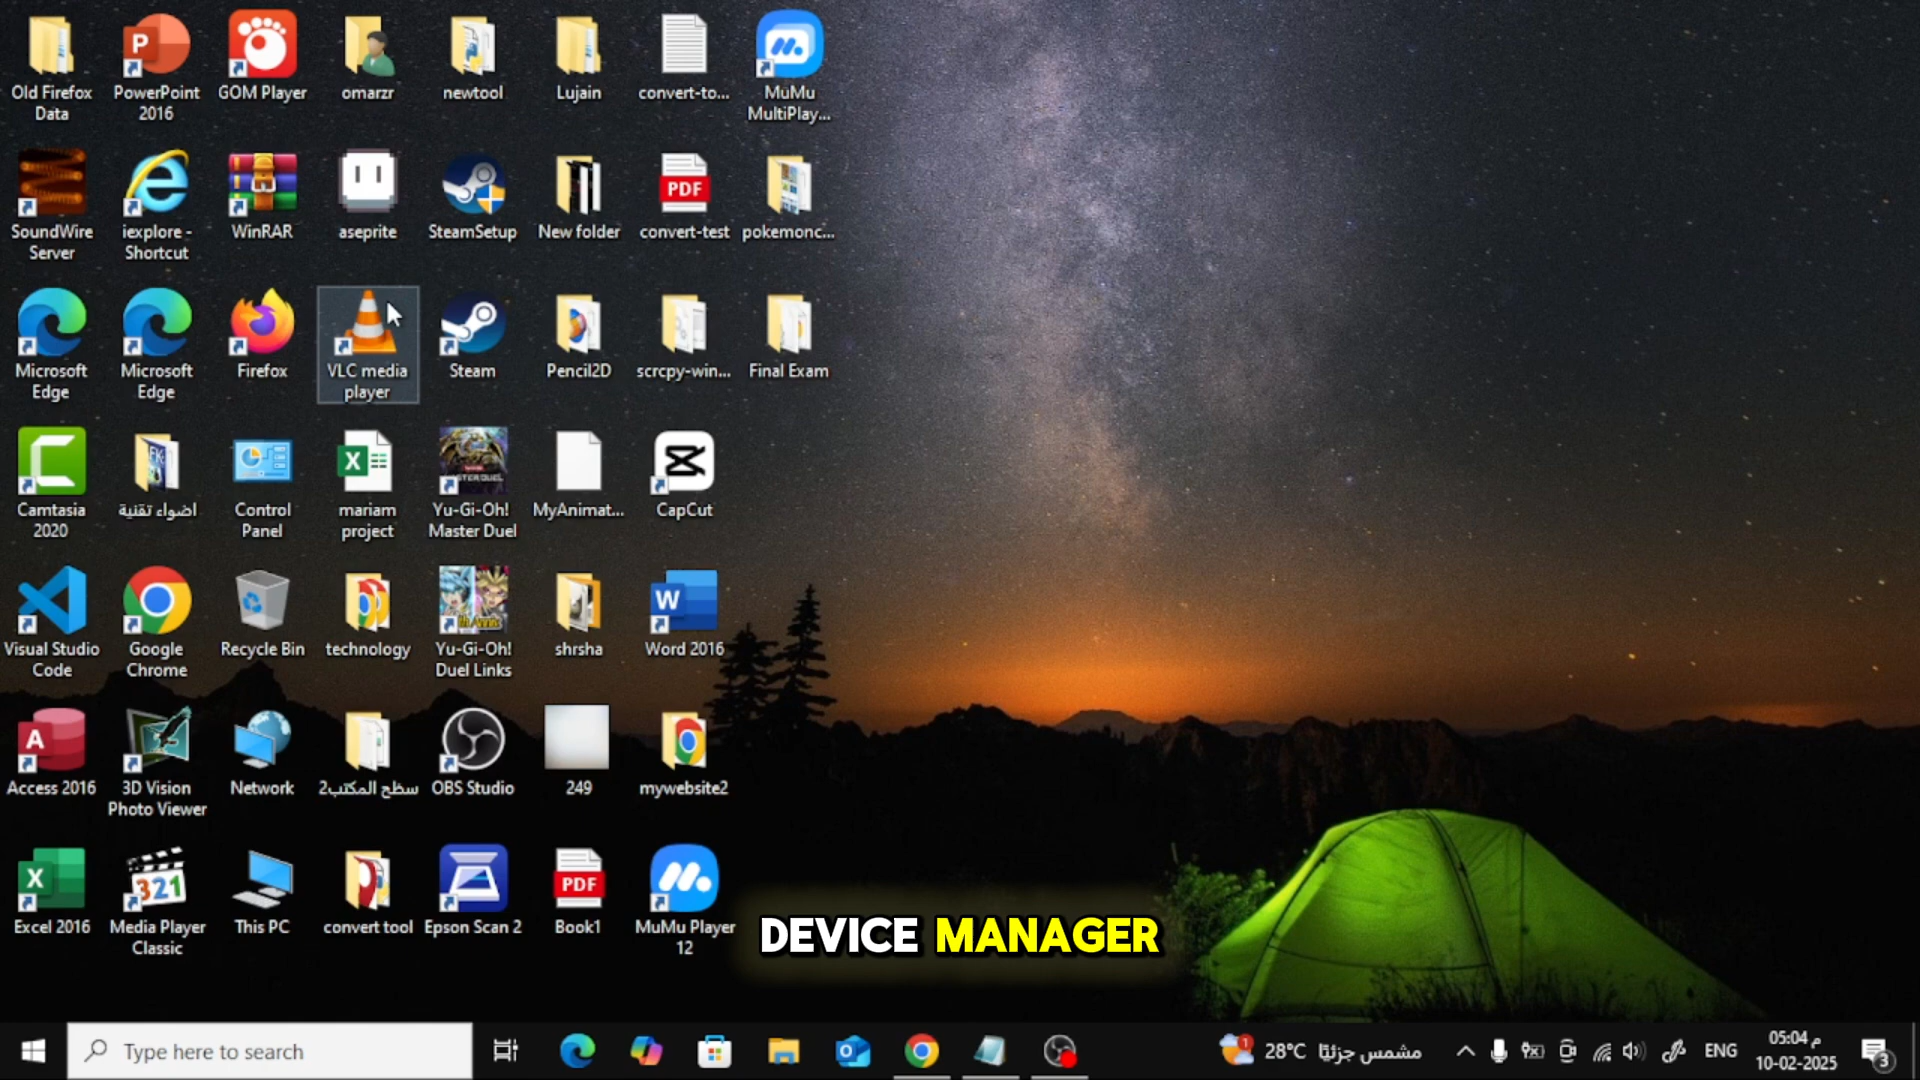 Old Firefox
Data
PowerPoint
2016
GOM Player
omarzr
newtool
Lujain
convert-to...
MuMu
MultiPlay...
SoundWire
Server
iexplore -
Shortcut
WinRAR
aseprite
SteamSetup
New folder
PDF
convert-test
pokemonc...
Microsoft
Edge
Microsoft
Edge
Firefox
VLC media
player
Steam
Pencil2D
scrcpy-win...
Final Exam
Camtasia
2020
اضواء تقنية
Control
Panel
mariam
project
Yu-Gi-Oh!
Master Duel
MyAnimat...
CapCut
Visual Studio
Code
Google
Chrome
Recycle Bin
technology
Yu-Gi-Oh!
Duel Links
shrsha
Word 2016
Access 2016
3D Vision
Photo Viewer
Network
سطح المكتب2
OBS Studio
249
mywebsite2
Excel 2016
321
Media Player
Classic
This PC
convert tool
Epson Scan 2
PDF
Book1
MuMu Player
12
DEVICE MANAGER
Type here to search
1
28°C مشمس جزئيًا
ENG
05:04 م
10-02-2025
3